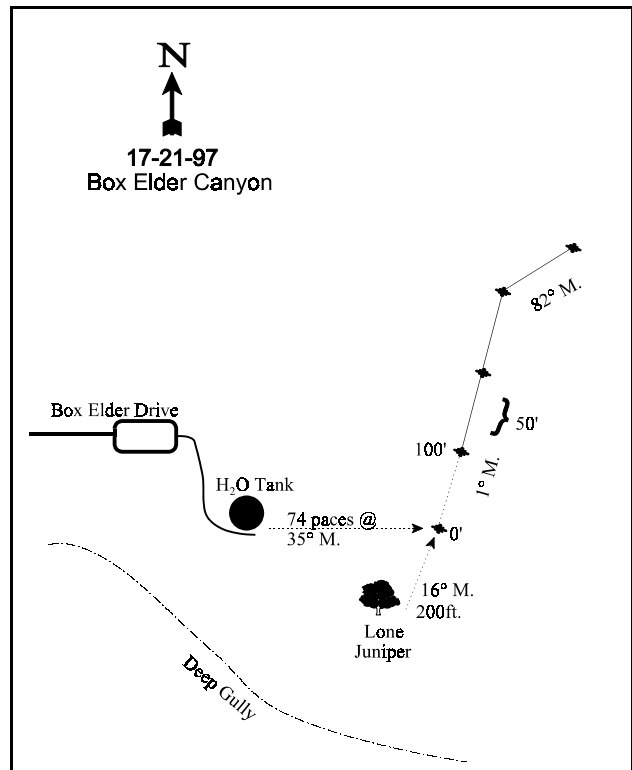 N
17-21-97
Box Elder Canyon
82° M.
Box Elder Drive
} 50'
100'
1° M.
H₂O Tank
74 paces @
35° M.
0'
16° M.
200ft.
Lone
Juniper
Deep Gully